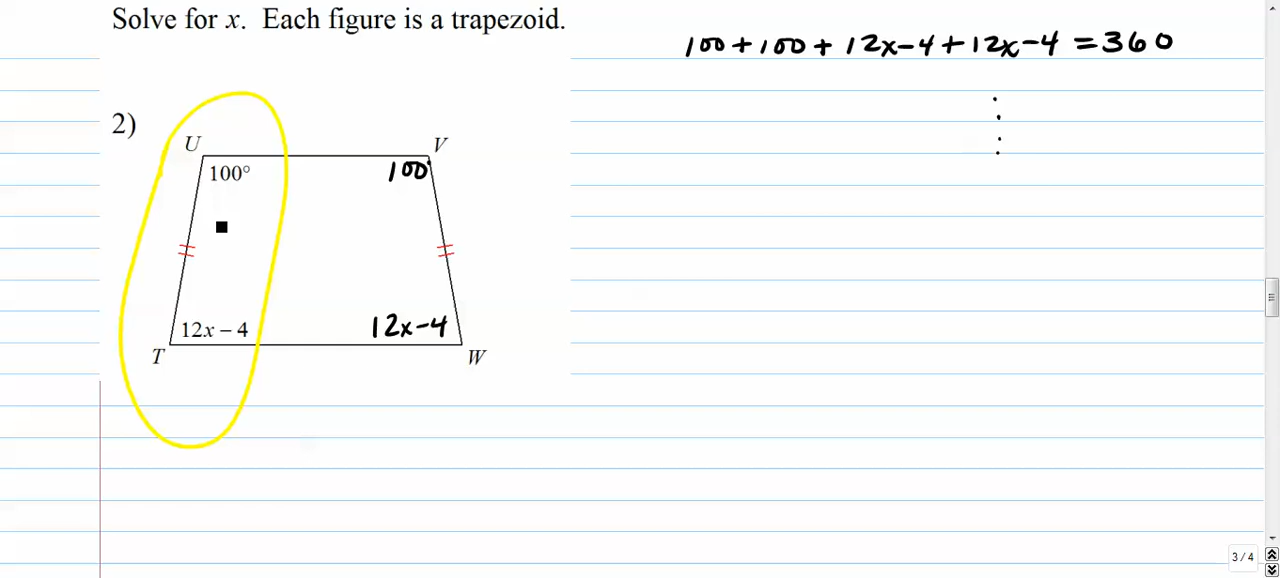 Solve for x. Each figure is a trapezoid.
100 + 100 + 12x-4 + 12x-4 = 360
2)
U
V
100°
100°
12x – 4
12x-4
T
W
3 / 4